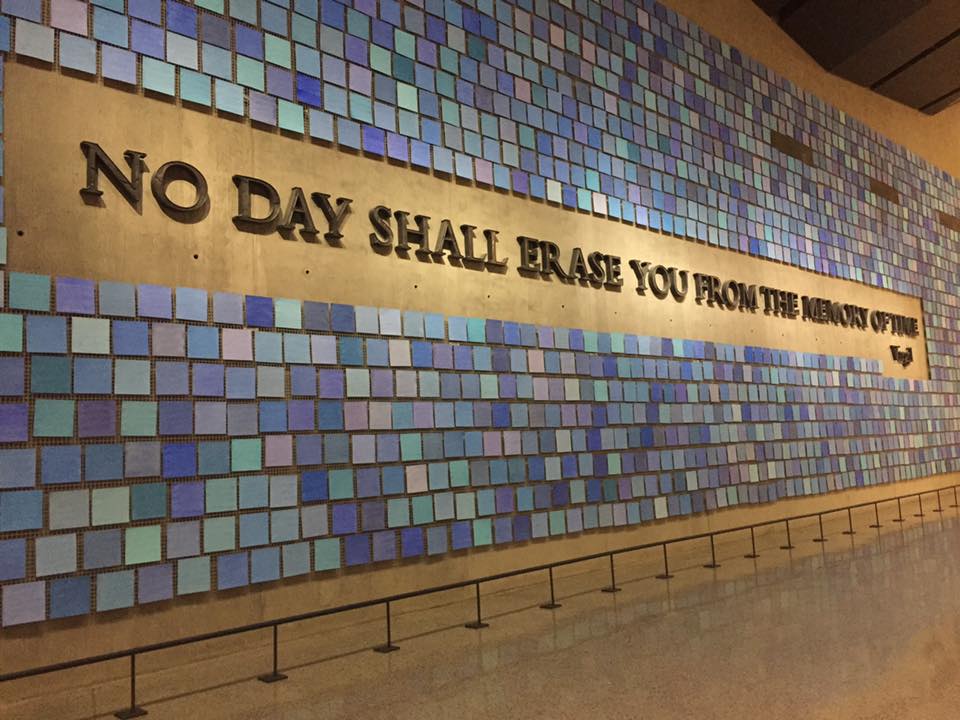 NO DAY SHALL ERASE YOU FROM THE MEMORY OF TIME
Virgil